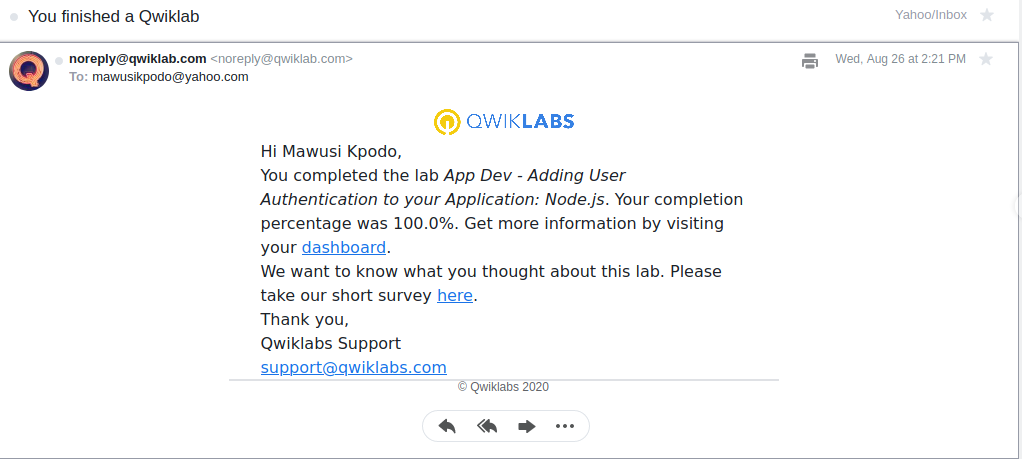 You finished a Qwiklab
Yahoo/Inbox
noreply@qwiklab.com <noreply@qwiklab.com>
Wed, Aug 26 at 2:21 PM
To: mawusikpodo@yahoo.com
QWIKLABS
Hi Mawusi Kpodo,
You completed the lab App Dev - Adding User
Authentication to your Application: Node.js. Your completion
percentage was 100.0%. Get more information by visiting
your dashboard.
We want to know what you thought about this lab. Please
take our short survey here.
Thank you,
Qwiklabs Support
support@qwiklabs.com
© Qwiklabs 2020